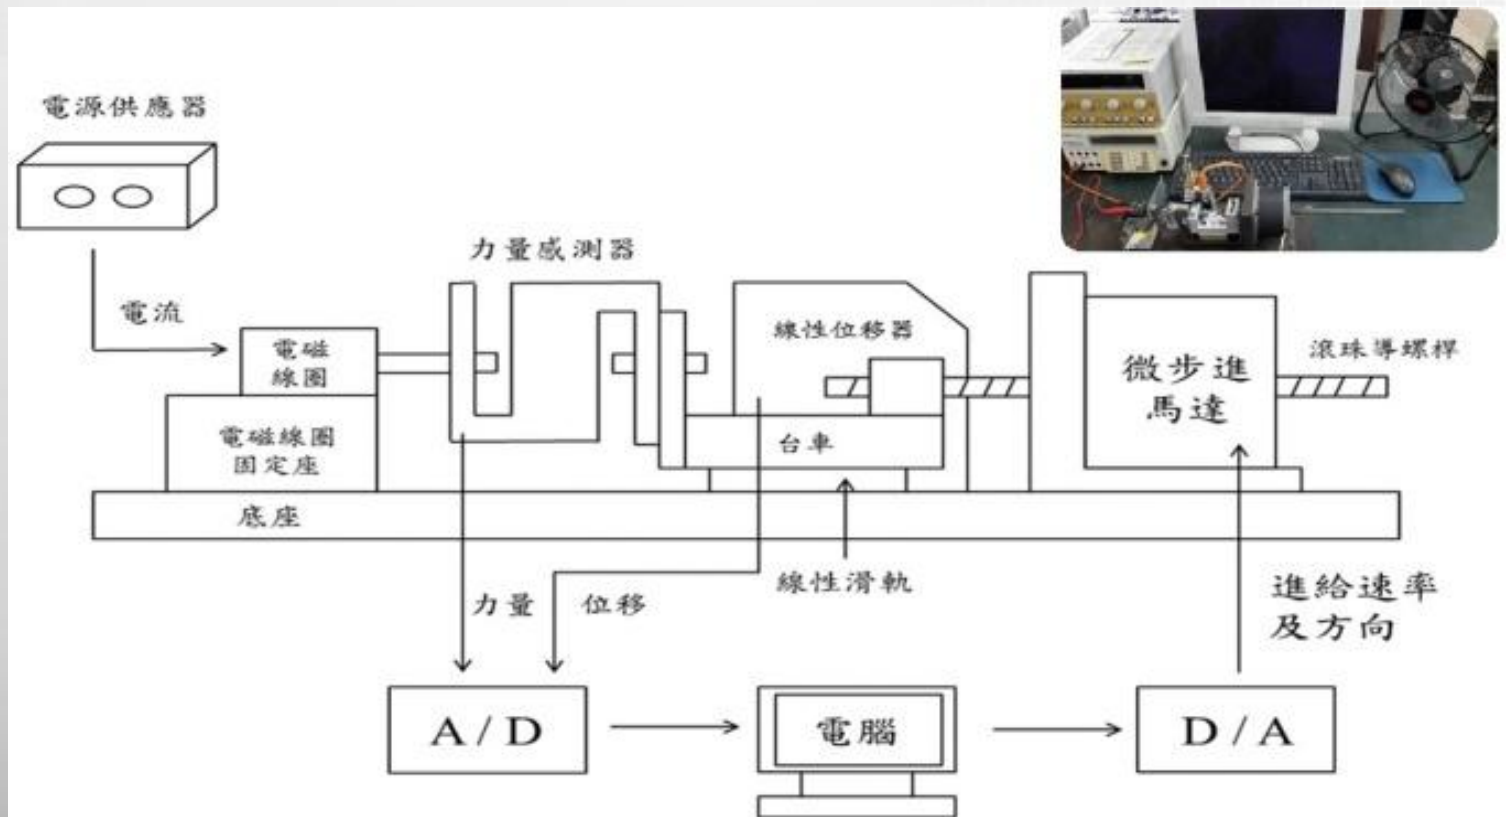 電源供應器
電流
力量感測器
電磁
線圈
電磁線圈
固定座
底座
線性位移器
台車
微步進
馬達
滾珠導螺桿
線性滑軌
力量
位移
進給速率
及方向
A/D
電腦
D/A